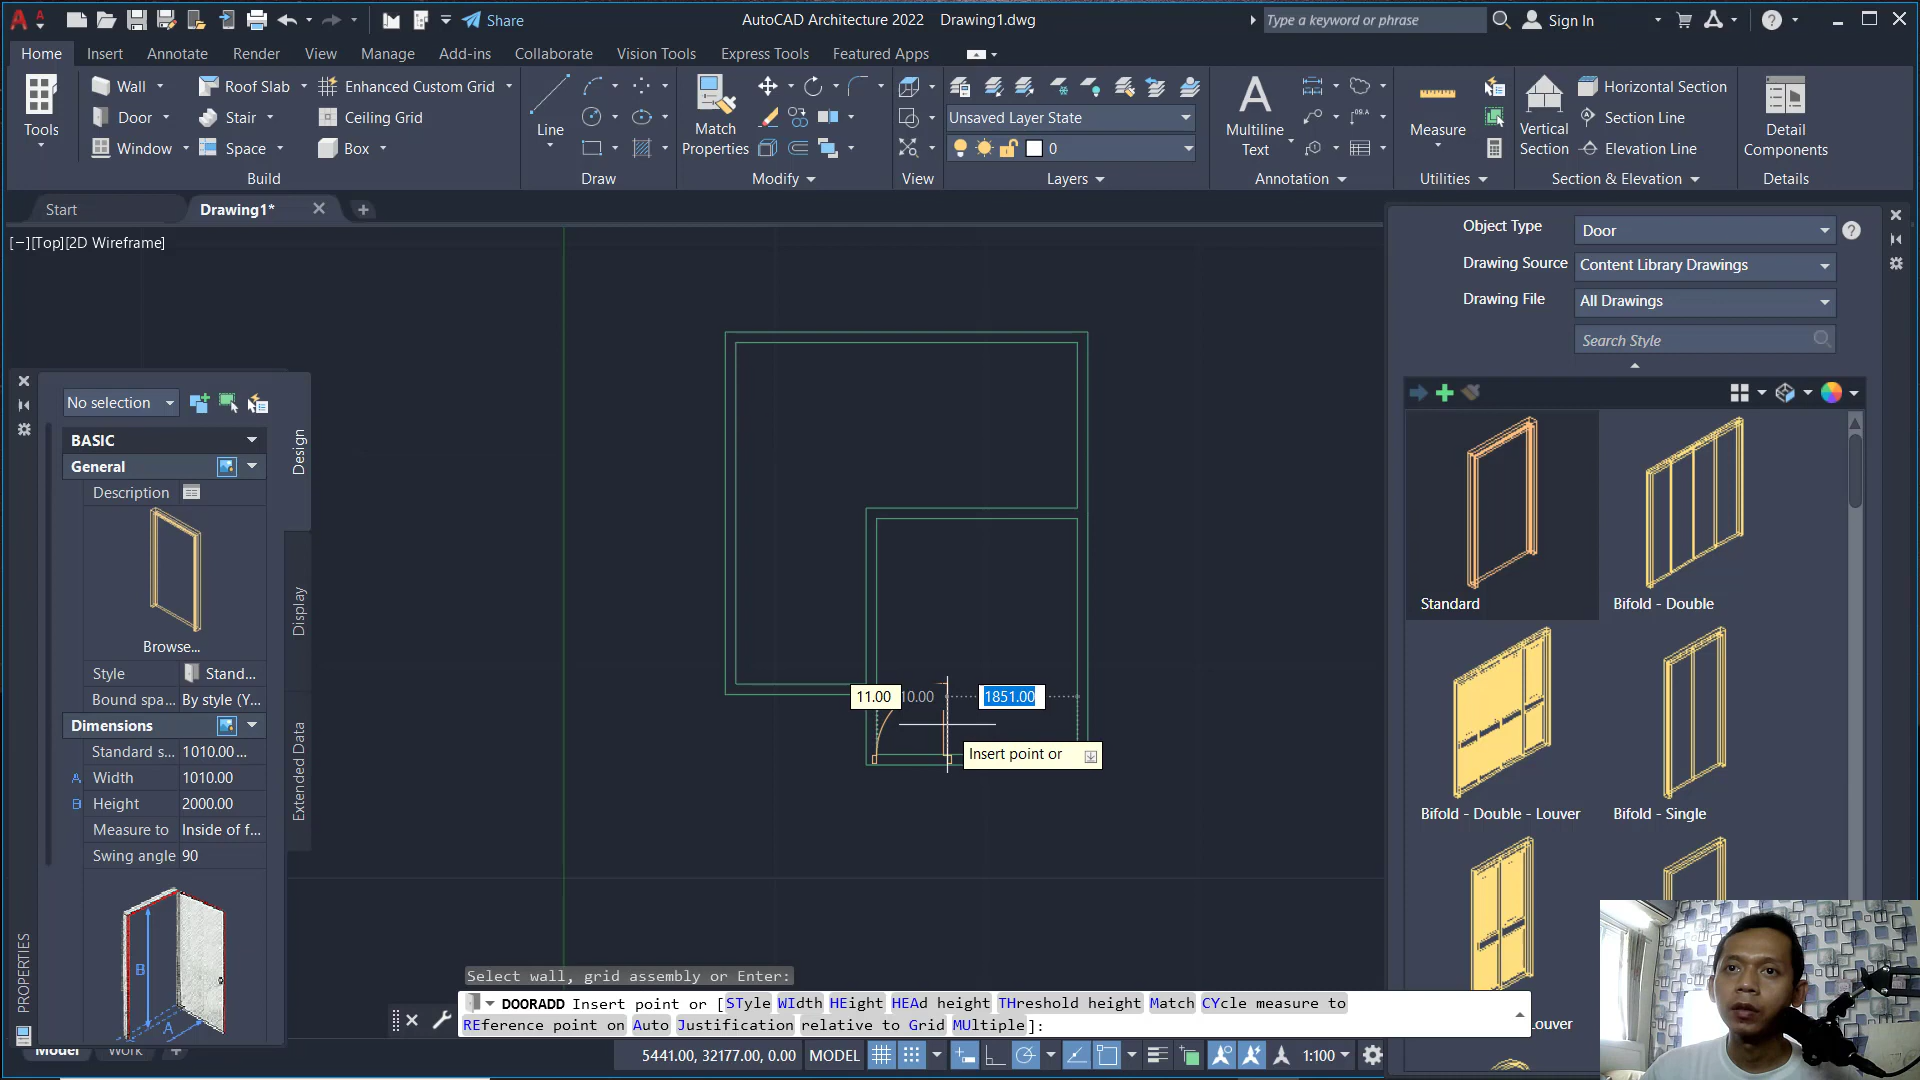 Share
AutoCAD Architecture 2022 Drawing1.dwg
Type a keyword or phrase
Sign In
Home Insert Annotate Render View Manage Add-ins Collaborate Vision Tools Express Tools Featured Apps
Tools
Wall
Door
Window
Roof Slab
Stair
Space
Enhanced Custom Grid
Ceiling Grid
Box
Build
Line
Draw
Match Properties
Modify
View
Unsaved Layer State
0
Layers
Multiline Text
Annotation
Measure
Utilities
Vertical Section
Horizontal Section
Section Line
Elevation Line
Section & Elevation
Detail Components
Details
Start
Drawing1*
[−][Top][2D Wireframe]
No selection
BASIC
General
Description
Browse...
Style Stand...
Bound spa... By style (Y...
Dimensions
Standard s... 1010.00...
A Width 1010.00
B Height 2000.00
Measure to Inside of f...
Swing angle 90
B
A
Design
Display
Extended Data
PROPERTIES
11.00
10.00
1851.00
Insert point or
Object Type Door
Drawing Source Content Library Drawings
Drawing File All Drawings
Search Style
Standard
Bifold - Double
Bifold - Double - Louver
Bifold - Single
Louver
Select wall, grid assembly or Enter:
DOORADD Insert point or [STyle WIdth HEight HEAd height THreshold height Match CYcle measure to
REference point on Auto Justification relative to Grid MUltiple]:
Model Work
5441.00, 32177.00, 0.00 MODEL
1:100